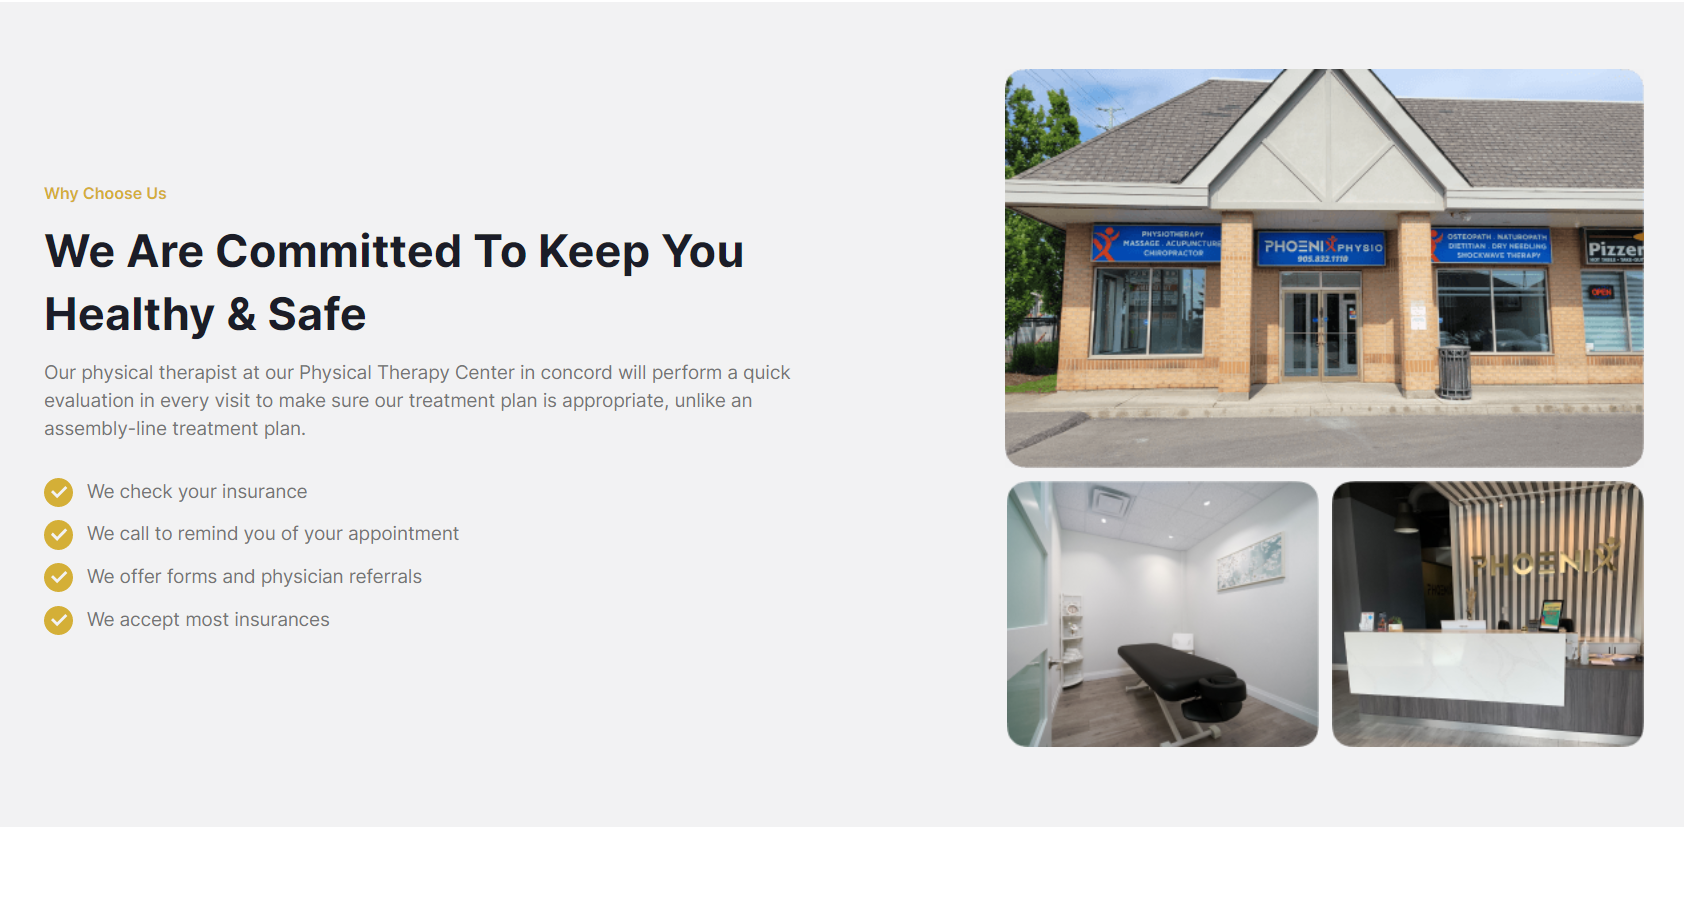 Why Choose Us
We Are Committed To Keep You
Healthy & Safe
Our physical therapist at our Physical Therapy Center in concord will perform a quick
evaluation in every visit to make sure our treatment plan is appropriate, unlike an
assembly-line treatment plan.
We check your insurance
We call to remind you of your appointment
We offer forms and physician referrals
We accept most insurances
PHYSIOTHERAPY
MASSAGE . ACUPUNCTURE
CHIROPRACTOR
PHOENIX PHYSIO
905.832.1110
OSTEOPATH . NATUROPATH
DIETITIAN . DRY NEEDLING
SHOCKWAVE THERAPY
Pizze
OPEN
PHOENIX